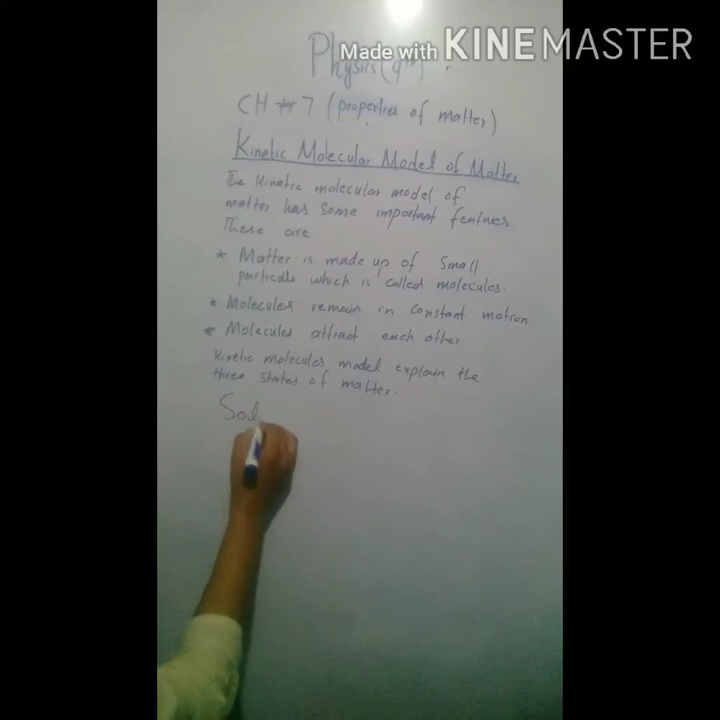 Made with KINEMASTER
Physics (9th)
CH # 7 (properties of matter)
Kinetic Molecular Model of Matter
The Kinetic molecular model of
matter has some important features
These are
* Matter is made up of small
particals which is called molecules.
* Molecules remain in constant motion.
* Molecules attract each other
Kinetic molecules model explain the
three states of matter.
Sol